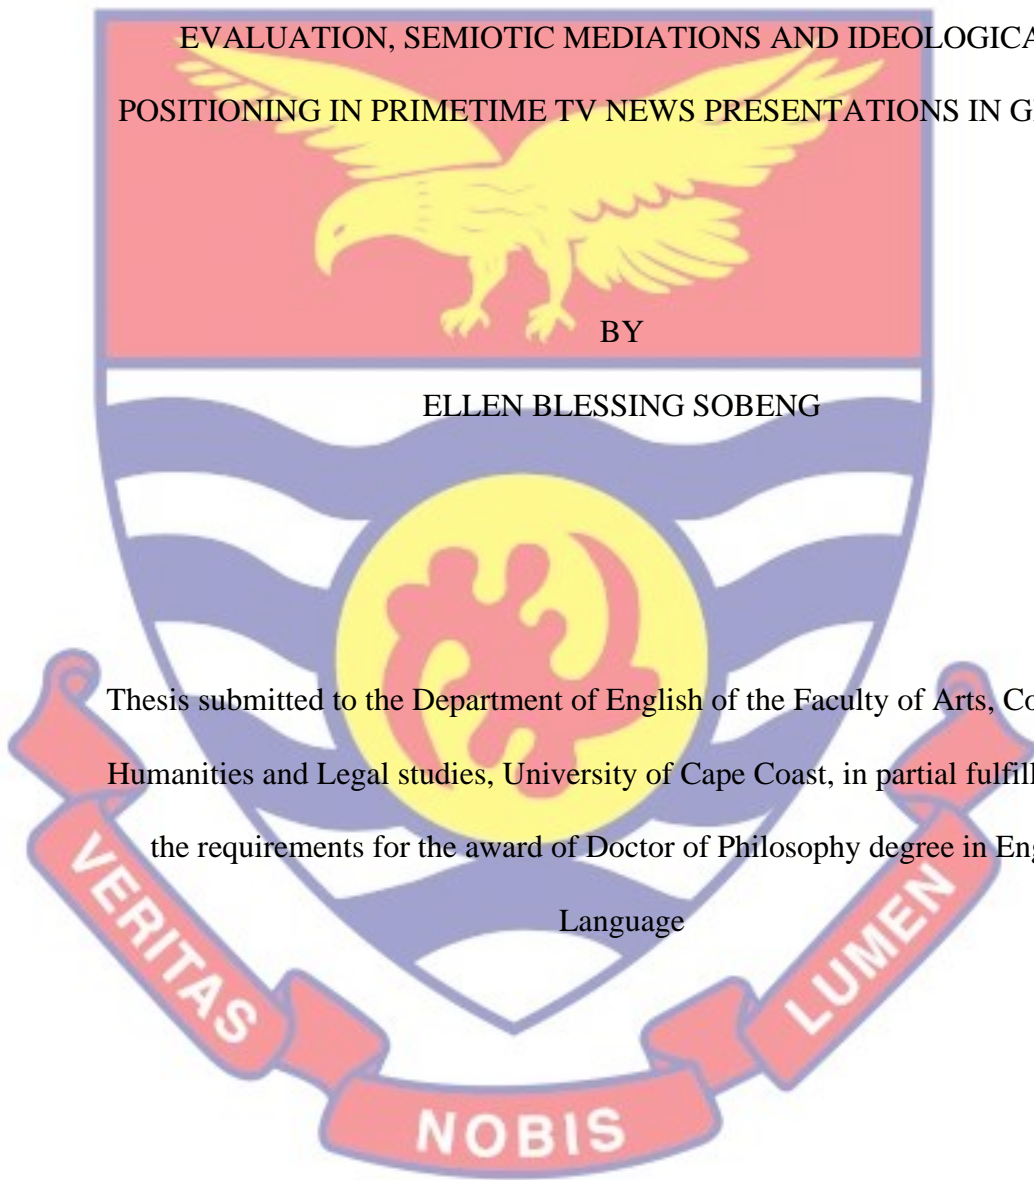 EVALUATION, SEMIOTIC MEDIATIONS AND IDEOLOGICA
POSITIONING IN PRIMETIME TV NEWS PRESENTATIONS IN G
BY
ELLEN BLESSING SOBENG
Thesis submitted to the Department of English of the Faculty of Arts, Co
Humanities and Legal studies, University of Cape Coast, in partial fulfill
the requirements for the award of Doctor of Philosophy degree in Eng
Language
VERITAS
NOBIS
LUMEN